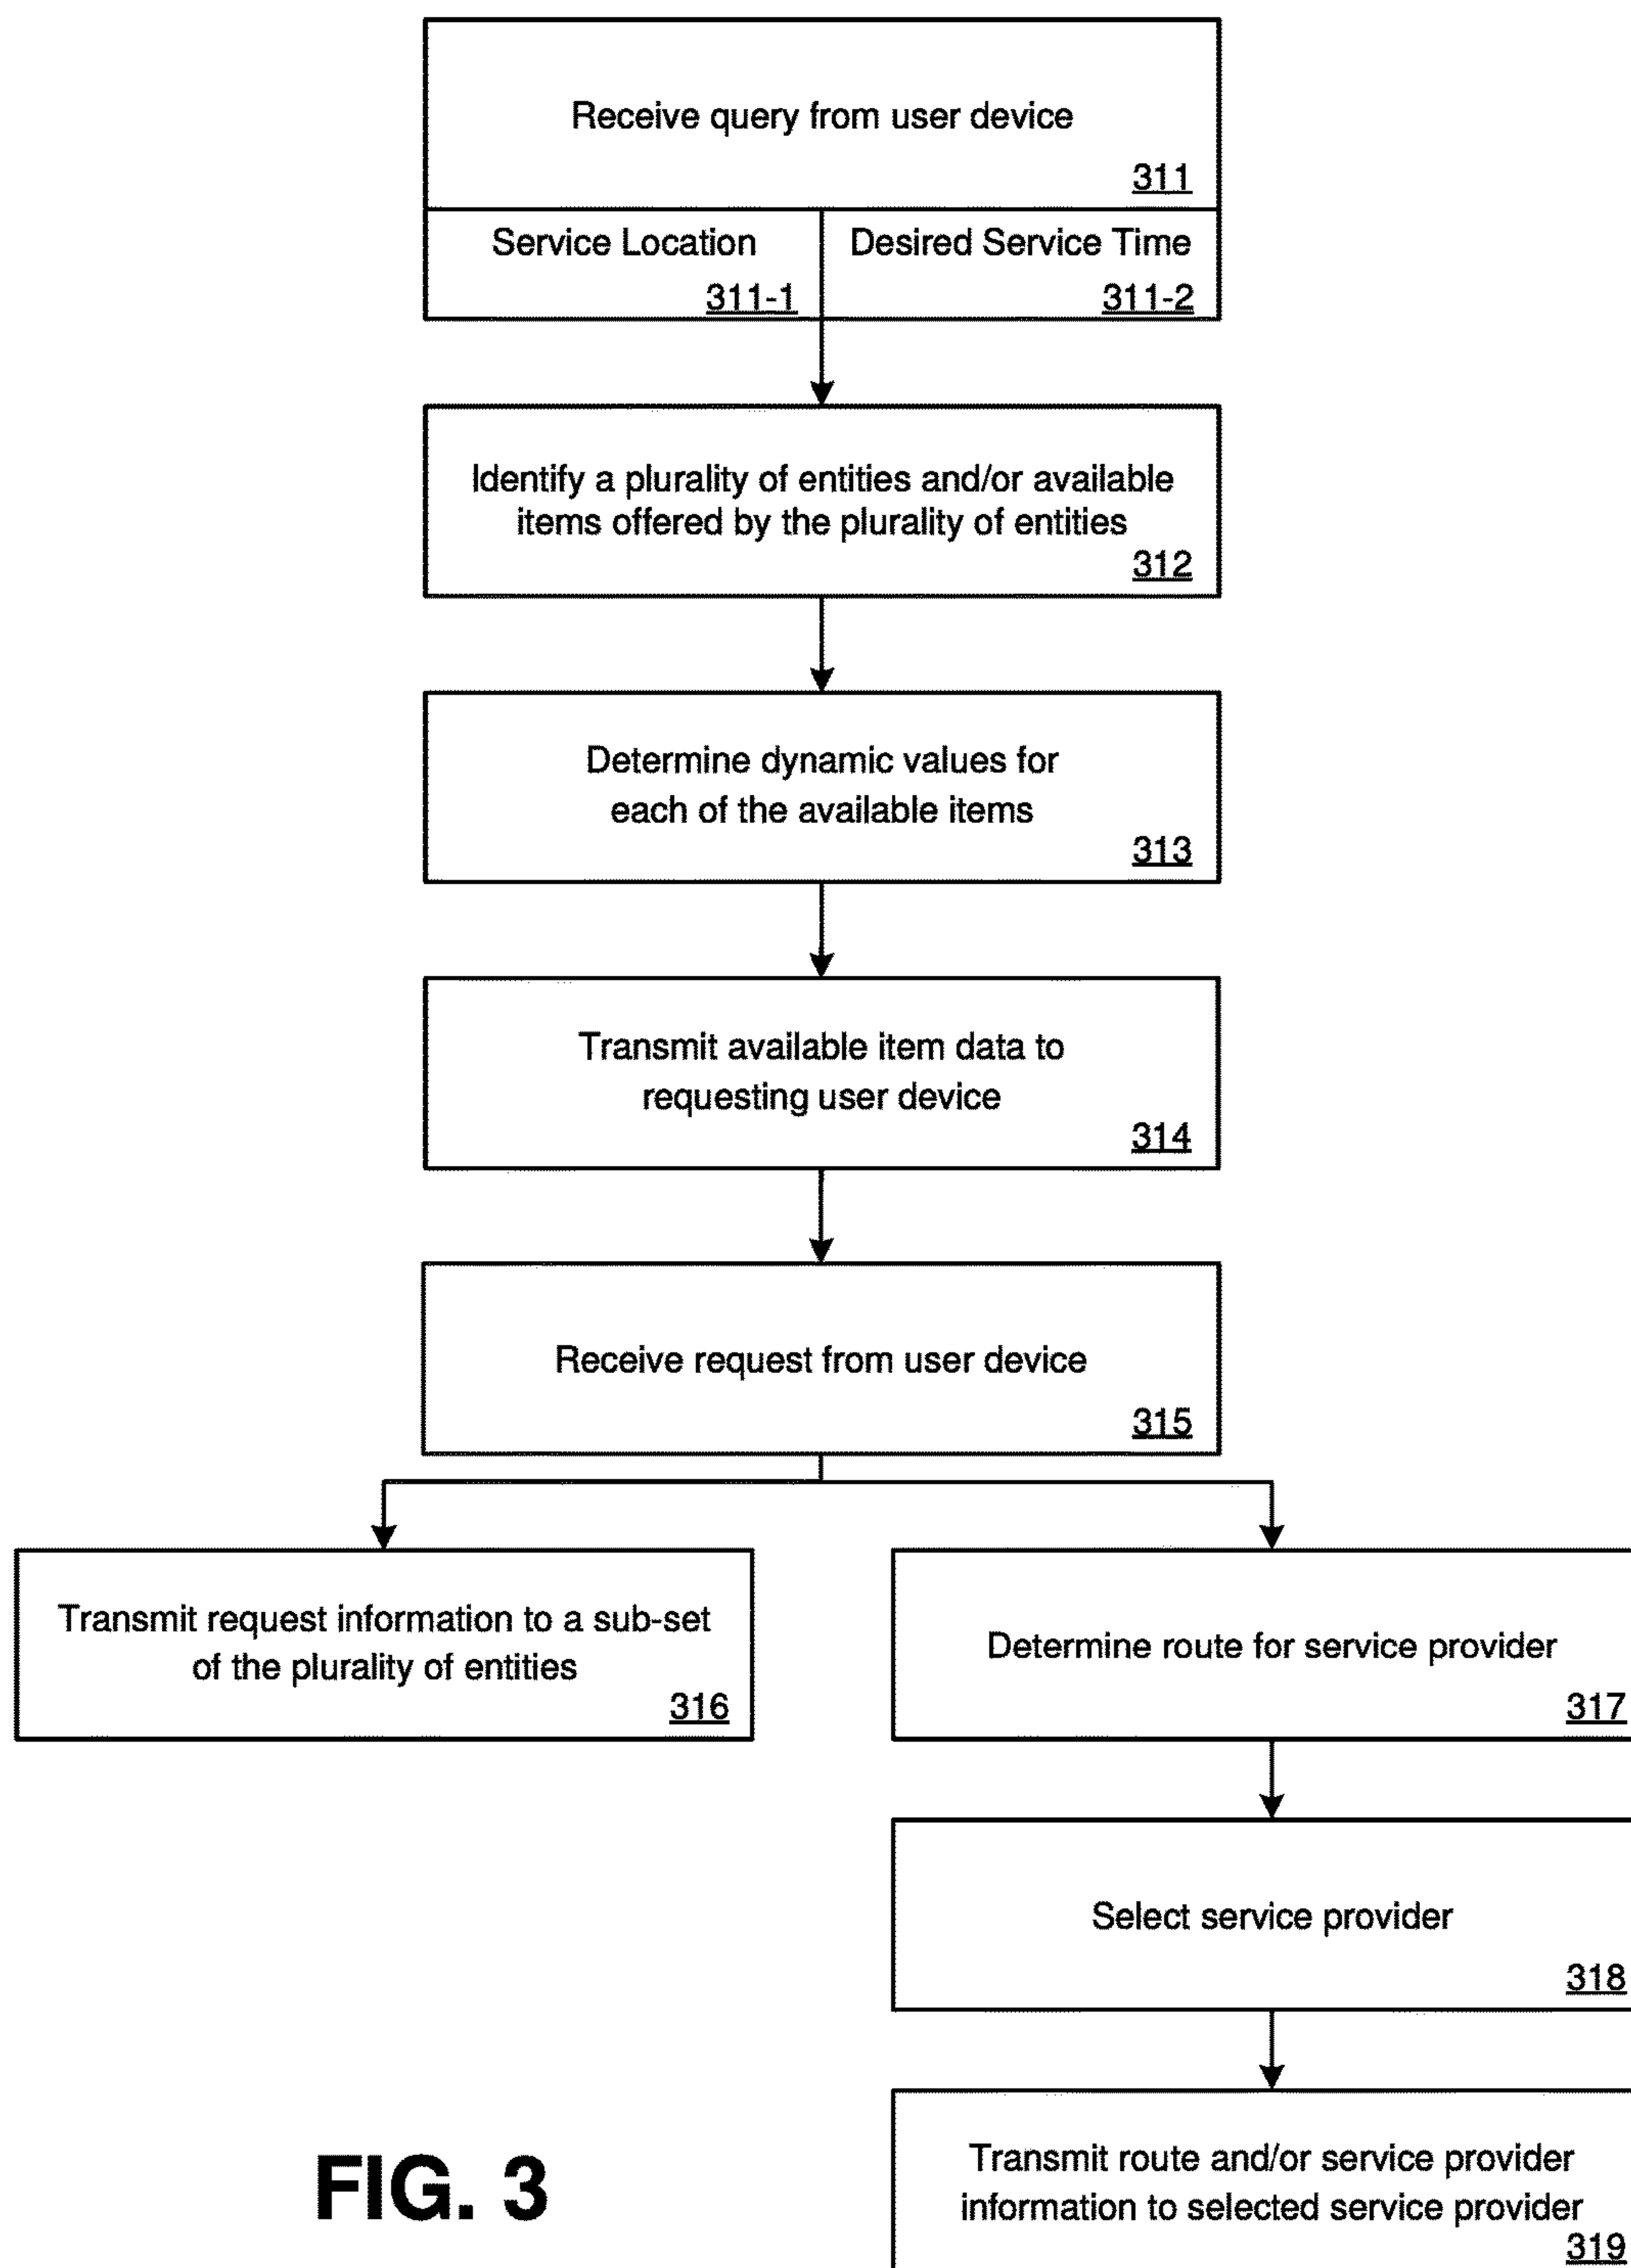 Receive query from user device
311
Service Location
311-1
Desired Service Time
311-2
Identify a plurality of entities and/or available
items offered by the plurality of entities
312
Determine dynamic values for
each of the available items
313
Transmit available item data to
requesting user device
314
Receive request from user device
315
Transmit request information to a sub-set
of the plurality of entities
316
Determine route for service provider
317
Select service provider
318
Transmit route and/or service provider
information to selected service provider
319
FIG. 3